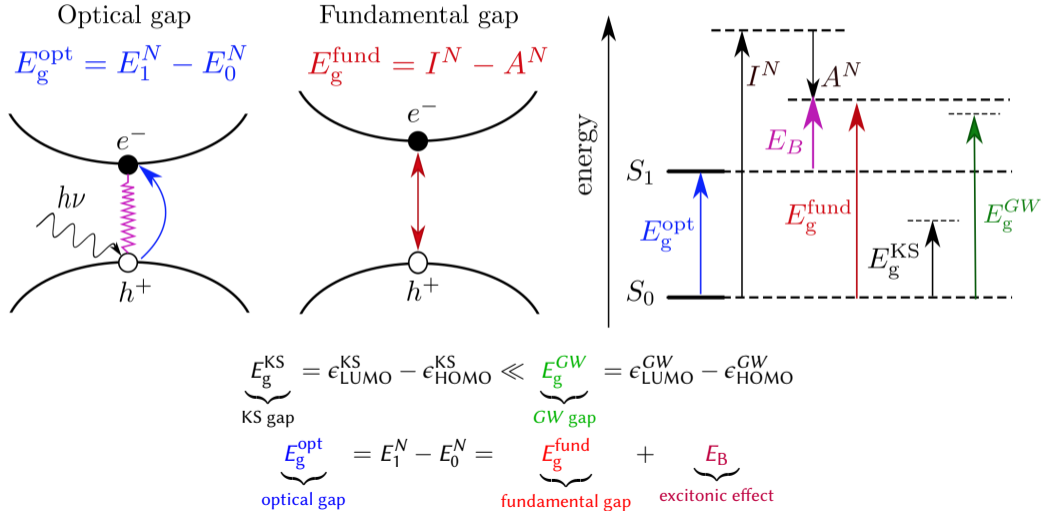 Optical gap
E_g^opt = E_1^N − E_0^N
e⁻
hν
h⁺
Fundamental gap
E_g^fund = I^N − A^N
e⁻
h⁺
energy
I^N
A^N
E_B
S_1
E_g^opt
E_g^fund
E_g^KS
E_g^GW
S_0
E_g^KS = ϵ_LUMO^KS − ϵ_HOMO^KS ≪ E_g^GW = ϵ_LUMO^GW − ϵ_HOMO^GW
KS gap GW gap
E_g^opt = E_1^N − E_0^N = E_g^fund + E_B
optical gap fundamental gap excitonic effect